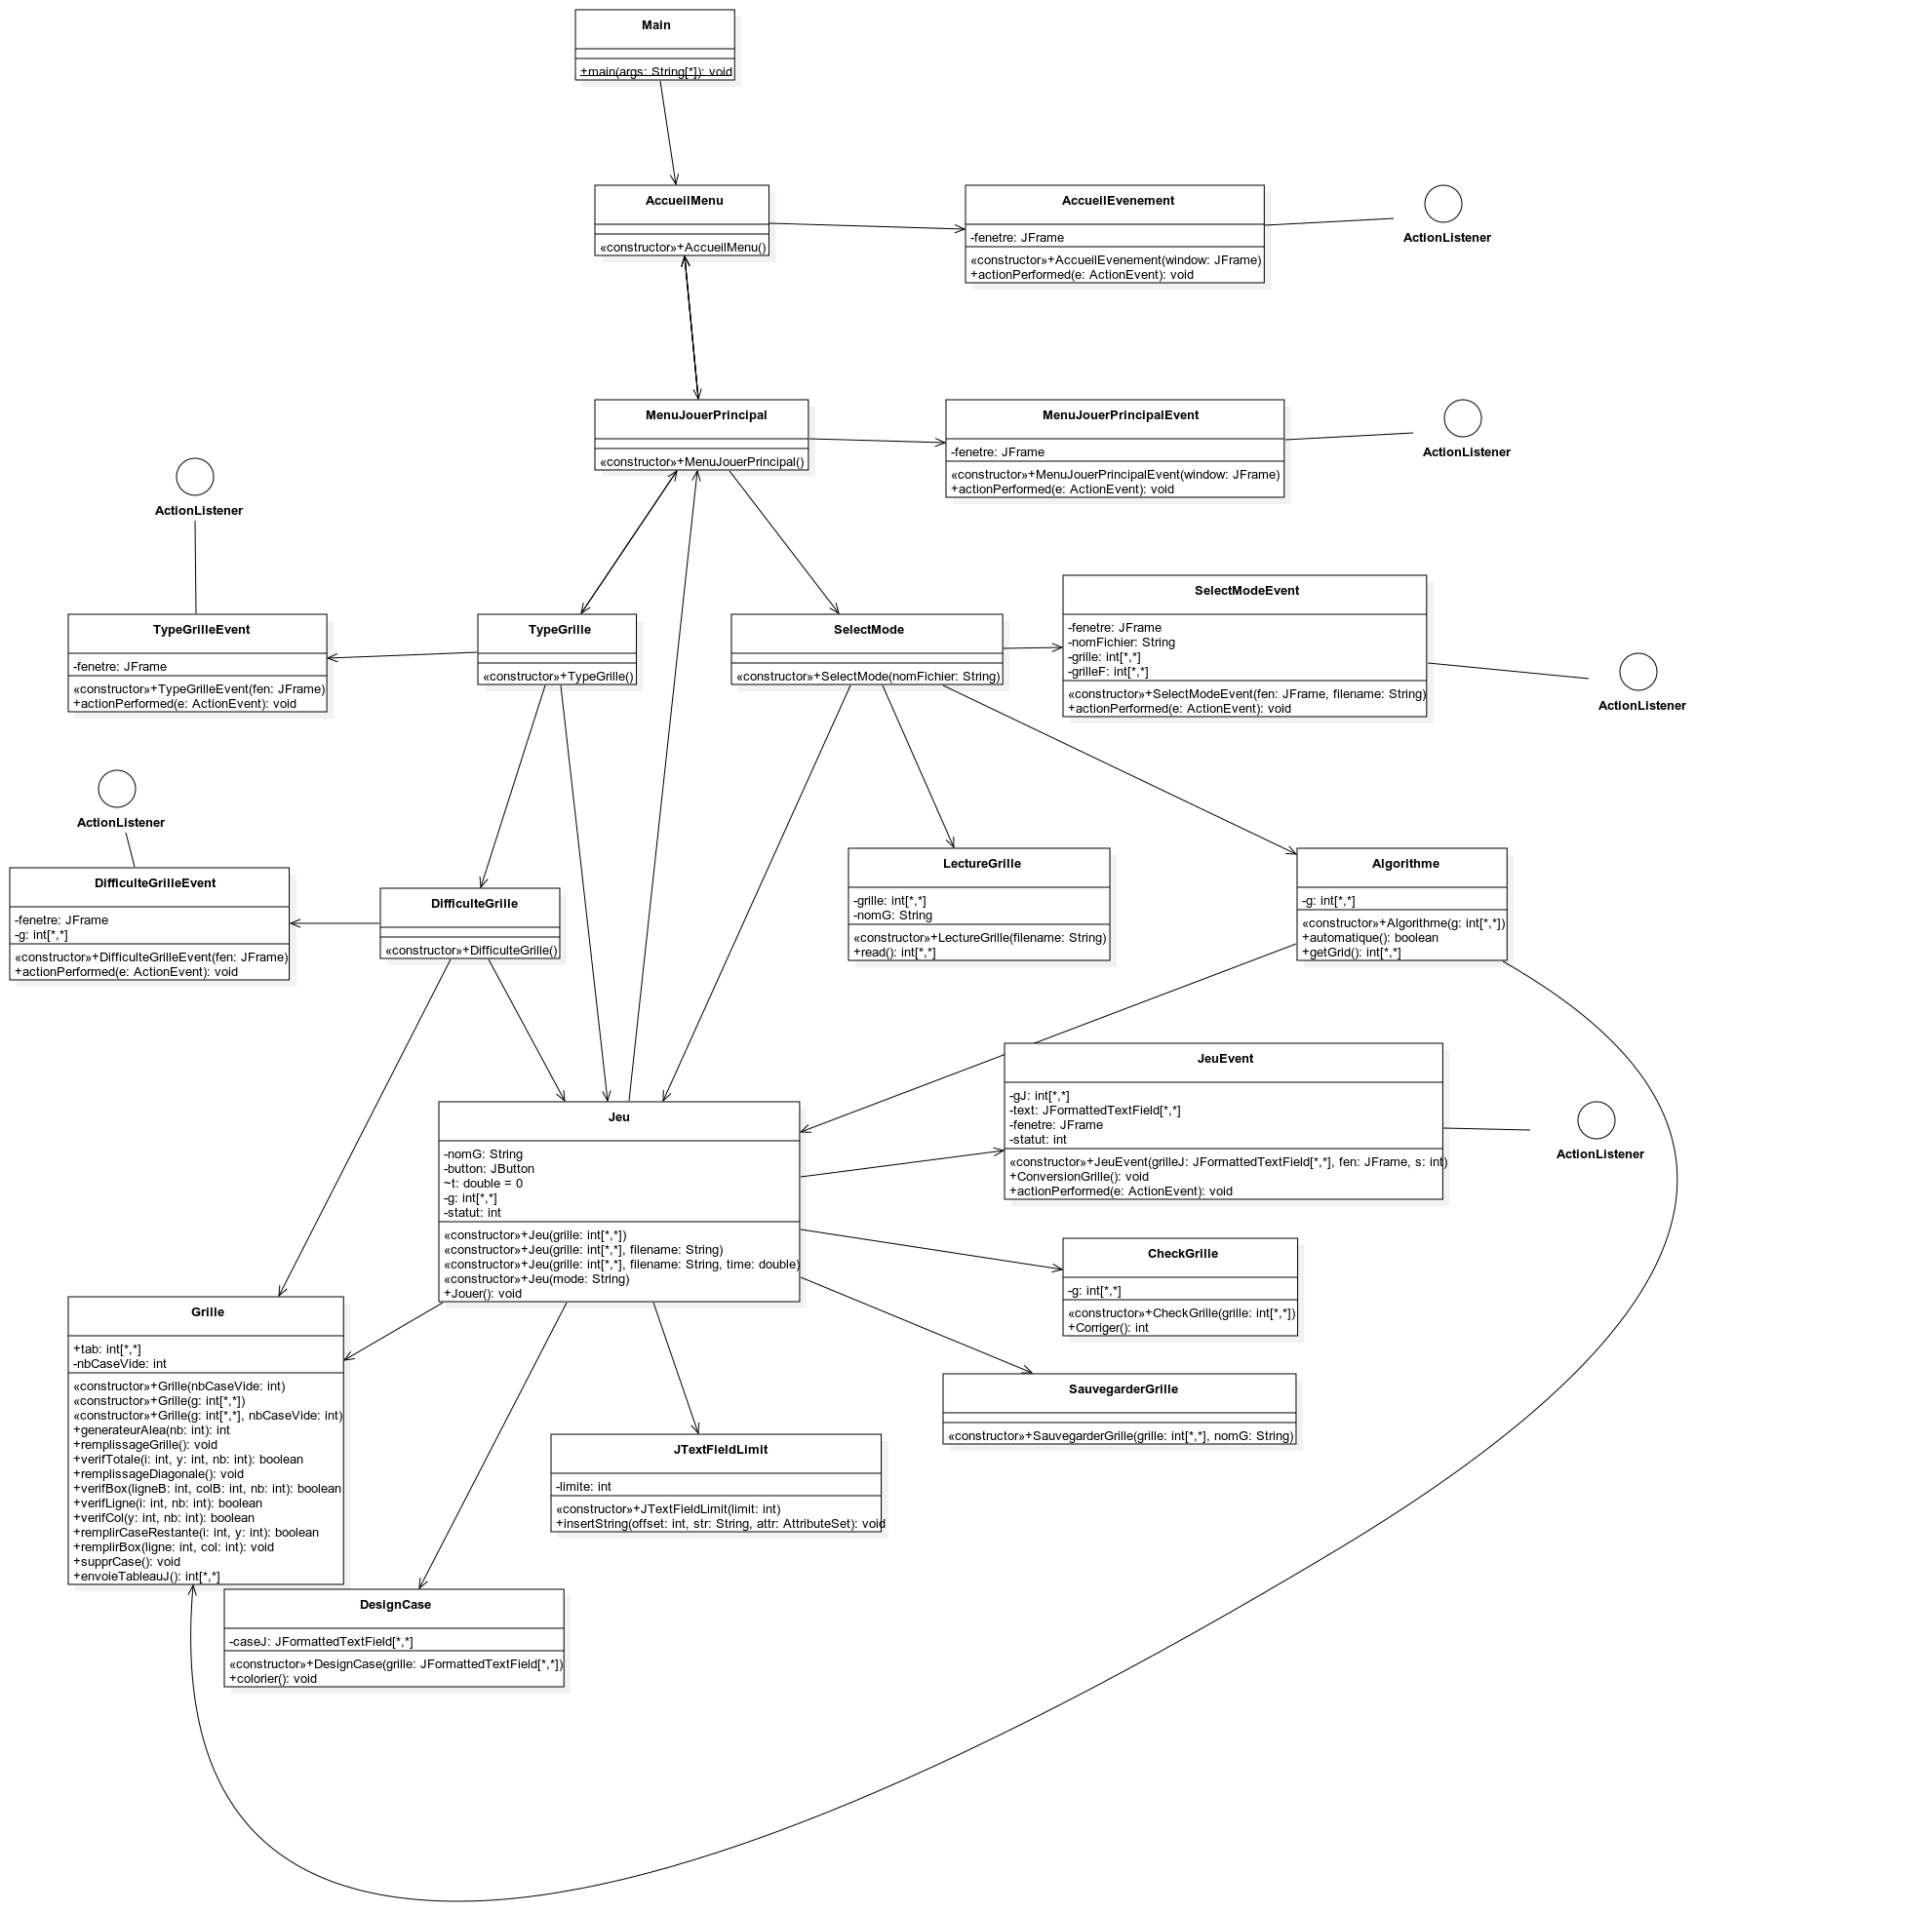 Main
+main(args: String[*]): void
AccueilMenu
«constructor»+AccueilMenu()
AccueilEvenement
-fenetre: JFrame
«constructor»+AccueilEvenement(window: JFrame)
+actionPerformed(e: ActionEvent): void
ActionListener
MenuJouerPrincipal
«constructor»+MenuJouerPrincipal()
MenuJouerPrincipalEvent
-fenetre: JFrame
«constructor»+MenuJouerPrincipalEvent(window: JFrame)
+actionPerformed(e: ActionEvent): void
ActionListener
ActionListener
TypeGrilleEvent
-fenetre: JFrame
«constructor»+TypeGrilleEvent(fen: JFrame)
+actionPerformed(e: ActionEvent): void
TypeGrille
«constructor»+TypeGrille()
SelectMode
«constructor»+SelectMode(nomFichier: String)
SelectModeEvent
-fenetre: JFrame
-nomFichier: String
-grille: int[*,*]
-grilleF: int[*,*]
«constructor»+SelectModeEvent(fen: JFrame, filename: String)
+actionPerformed(e: ActionEvent): void
ActionListener
ActionListener
DifficulteGrilleEvent
-fenetre: JFrame
-g: int[*,*]
«constructor»+DifficulteGrilleEvent(fen: JFrame)
+actionPerformed(e: ActionEvent): void
DifficulteGrille
«constructor»+DifficulteGrille()
LectureGrille
-grille: int[*,*]
-nomG: String
«constructor»+LectureGrille(filename: String)
+read(): int[*,*]
Algorithme
-g: int[*,*]
«constructor»+Algorithme(g: int[*,*])
+automatique(): boolean
+getGrid(): int[*,*]
JeuEvent
-gJ: int[*,*]
-text: JFormattedTextField[*,*]
-fenetre: JFrame
-statut: int
«constructor»+JeuEvent(grilleJ: JFormattedTextField[*,*], fen: JFrame, s: int)
+ConversionGrille(): void
+actionPerformed(e: ActionEvent): void
ActionListener
Jeu
-nomG: String
-button: JButton
~t: double = 0
-g: int[*,*]
-statut: int
«constructor»+Jeu(grille: int[*,*])
«constructor»+Jeu(grille: int[*,*], filename: String)
«constructor»+Jeu(grille: int[*,*], filename: String, time: double)
«constructor»+Jeu(mode: String)
+Jouer(): void
CheckGrille
-g: int[*,*]
«constructor»+CheckGrille(grille: int[*,*])
+Corriger(): int
Grille
+tab: int[*,*]
-nbCaseVide: int
«constructor»+Grille(nbCaseVide: int)
«constructor»+Grille(g: int[*,*])
«constructor»+Grille(g: int[*,*], nbCaseVide: int)
+generateurAlea(nb: int): int
+remplissageGrille(): void
+verifTotale(i: int, y: int, nb: int): boolean
+remplissageDiagonale(): void
+verifBox(ligneB: int, colB: int, nb: int): boolean
+verifLigne(i: int, nb: int): boolean
+verifCol(y: int, nb: int): boolean
+remplirCaseRestante(i: int, y: int): boolean
+remplirBox(ligne: int, col: int): void
+supprCase(): void
+envoieTableauJ(): int[*,*]
SauvegarderGrille
«constructor»+SauvegarderGrille(grille: int[*,*], nomG: String)
JTextFieldLimit
-limite: int
«constructor»+JTextFieldLimit(limit: int)
+insertString(offset: int, str: String, attr: AttributeSet): void
DesignCase
-caseJ: JFormattedTextField[*,*]
«constructor»+DesignCase(grille: JFormattedTextField[*,*])
+colorier(): void